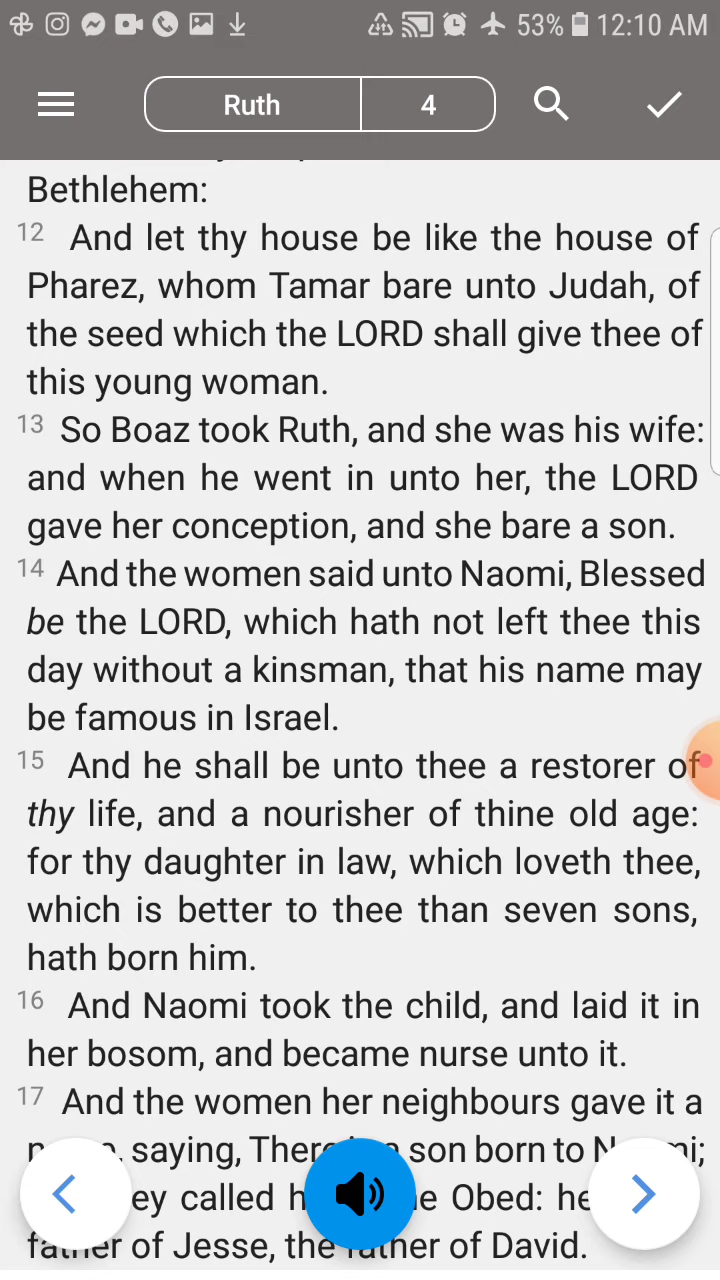 53% 12:10 AM
Ruth 4
Bethlehem:
12 And let thy house be like the house of
Pharez, whom Tamar bare unto Judah, of
the seed which the LORD shall give thee of
this young woman.
13 So Boaz took Ruth, and she was his wife:
and when he went in unto her, the LORD
gave her conception, and she bare a son.
14 And the women said unto Naomi, Blessed
be the LORD, which hath not left thee this
day without a kinsman, that his name may
be famous in Israel.
15 And he shall be unto thee a restorer of
thy life, and a nourisher of thine old age:
for thy daughter in law, which loveth thee,
which is better to thee than seven sons,
hath born him.
16 And Naomi took the child, and laid it in
her bosom, and became nurse unto it.
17 And the women her neighbours gave it a
saying, son born to
called Obed:
father of Jesse, the father of David.